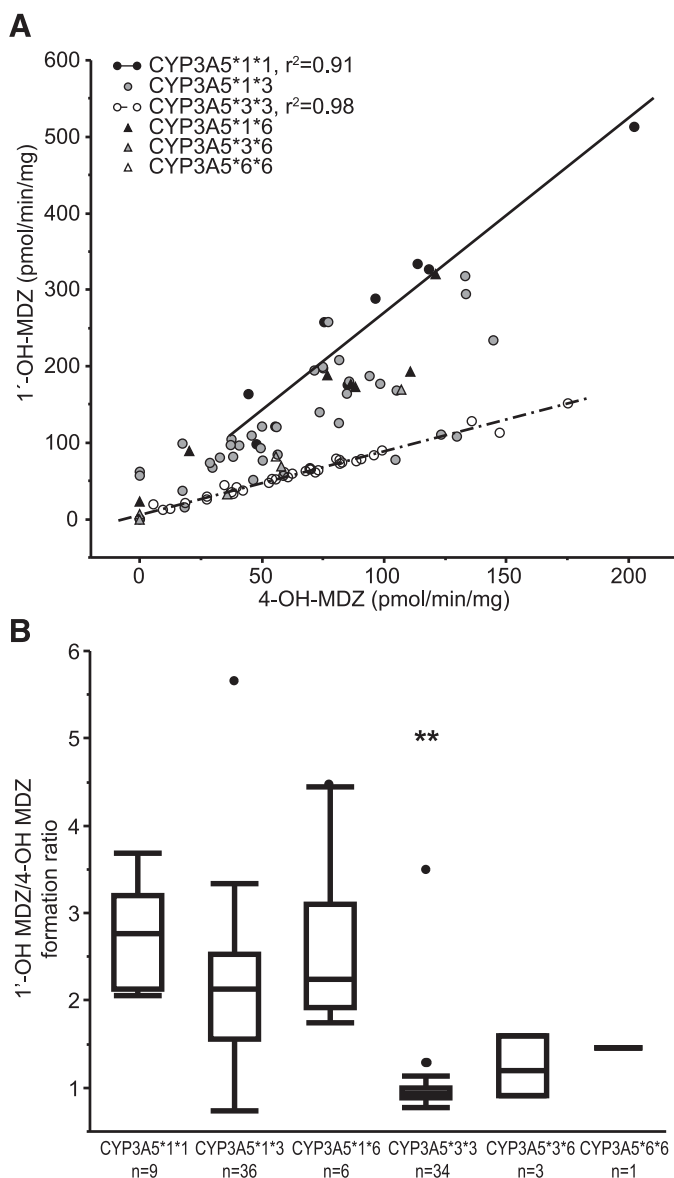 A
600
500
400
300
200
100
0
1´-OH-MDZ (pmol/min/mg)
CYP3A5*1*1, r²=0.91
CYP3A5*1*3
CYP3A5*3*3, r²=0.98
CYP3A5*1*6
CYP3A5*3*6
CYP3A5*6*6
0 50 100 150 200
4-OH-MDZ (pmol/min/mg)
B
6
5
4
3
2
1
1'-OH MDZ/4-OH MDZ
formation ratio
**
CYP3A5*1*1 CYP3A5*1*3 CYP3A5*1*6 CYP3A5*3*3 CYP3A5*3*6 CYP3A5*6*6
n=9 n=36 n=6 n=34 n=3 n=1